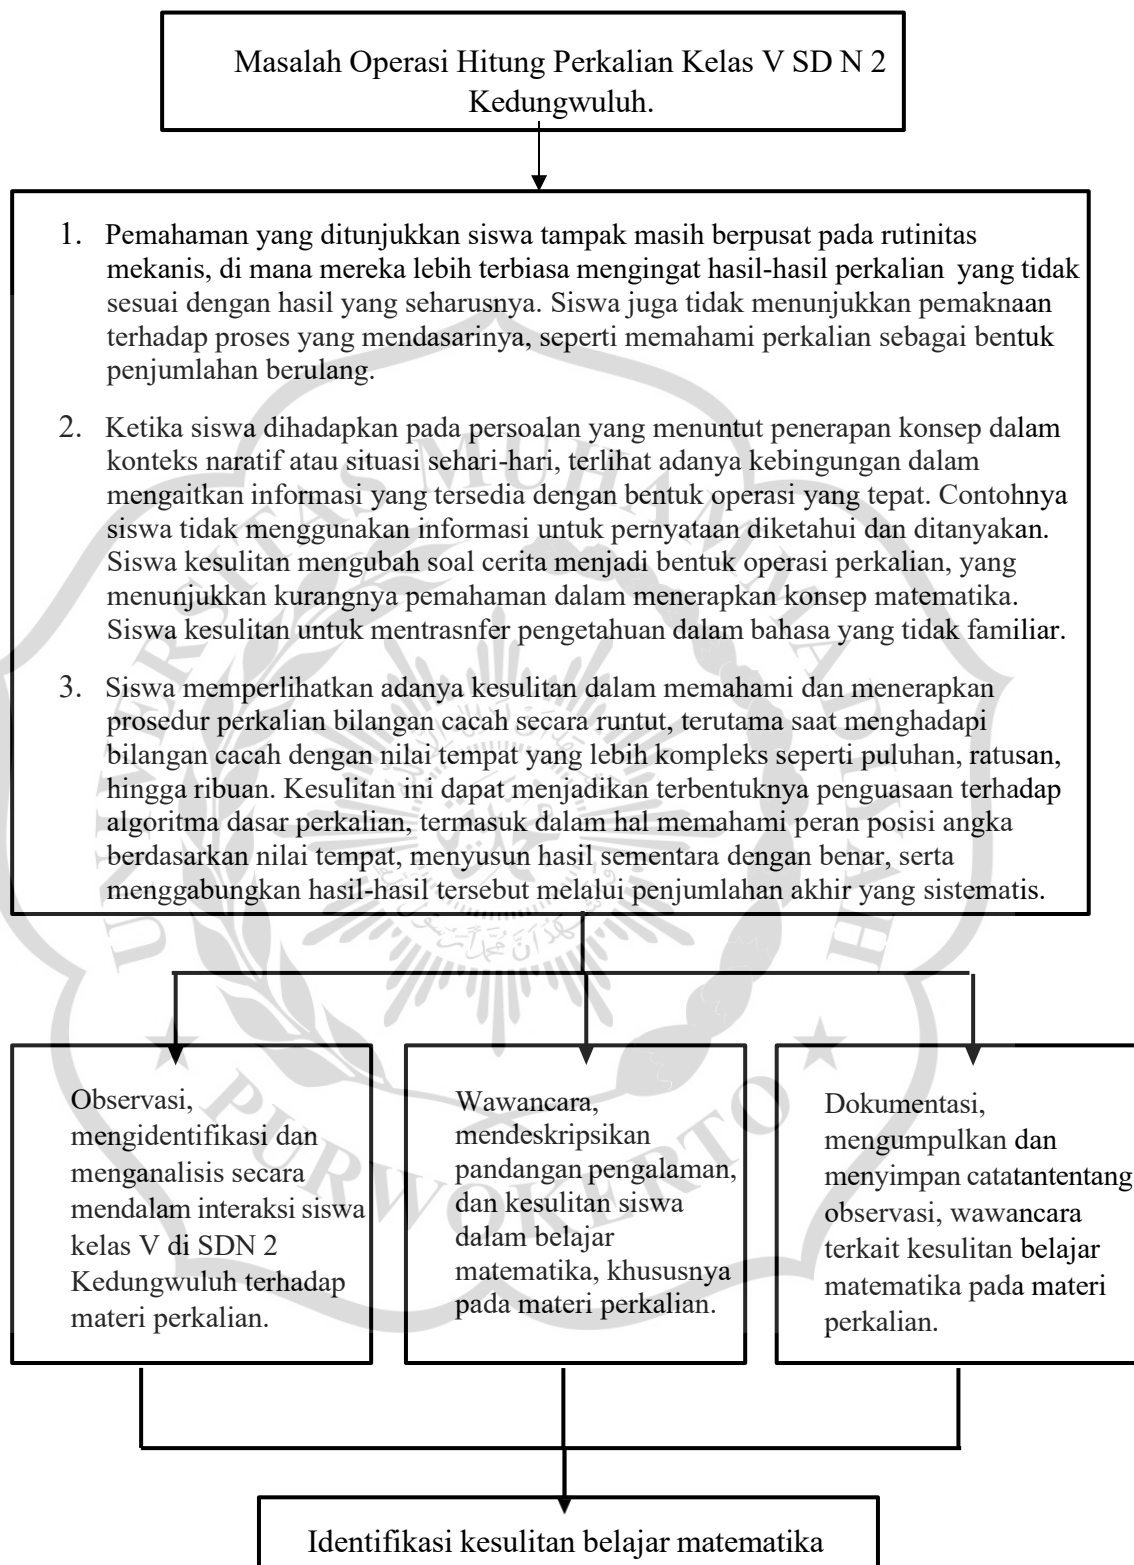 Masalah Operasi Hitung Perkalian Kelas V SD N 2
Kedungwuluh.
1. Pemahaman yang ditunjukkan siswa tampak masih berpusat pada rutinitas
mekanis, di mana mereka lebih terbiasa mengingat hasil-hasil perkalian yang tidak
sesuai dengan hasil yang seharusnya. Siswa juga tidak menunjukkan pemaknaan
terhadap proses yang mendasarinya, seperti memahami perkalian sebagai bentuk
penjumlahan berulang.
2. Ketika siswa dihadapkan pada persoalan yang menuntut penerapan konsep dalam
konteks naratif atau situasi sehari-hari, terlihat adanya kebingungan dalam
mengaitkan informasi yang tersedia dengan bentuk operasi yang tepat. Contohnya
siswa tidak menggunakan informasi untuk pernyataan diketahui dan ditanyakan.
Siswa kesulitan mengubah soal cerita menjadi bentuk operasi perkalian, yang
menunjukkan kurangnya pemahaman dalam menerapkan konsep matematika.
Siswa kesulitan untuk mentrasnfer pengetahuan dalam bahasa yang tidak familiar.
3. Siswa memperlihatkan adanya kesulitan dalam memahami dan menerapkan
prosedur perkalian bilangan cacah secara runtut, terutama saat menghadapi
bilangan cacah dengan nilai tempat yang lebih kompleks seperti puluhan, ratusan,
hingga ribuan. Kesulitan ini dapat menjadikan terbentuknya penguasaan terhadap
algoritma dasar perkalian, termasuk dalam hal memahami peran posisi angka
berdasarkan nilai tempat, menyusun hasil sementara dengan benar, serta
menggabungkan hasil-hasil tersebut melalui penjumlahan akhir yang sistematis.
Observasi,
mengidentifikasi dan
menganalisis secara
mendalam interaksi siswa
kelas V di SDN 2
Kedungwuluh terhadap
materi perkalian.
Wawancara,
mendeskripsikan
pandangan pengalaman,
dan kesulitan siswa
dalam belajar
matematika, khususnya
pada materi perkalian.
Dokumentasi,
mengumpulkan dan
menyimpan catatantentang
observasi, wawancara
terkait kesulitan belajar
matematika pada materi
perkalian.
Identifikasi kesulitan belajar matematika
UNIVERSITAS MUHAMMADIYAH
PURWOKERTO